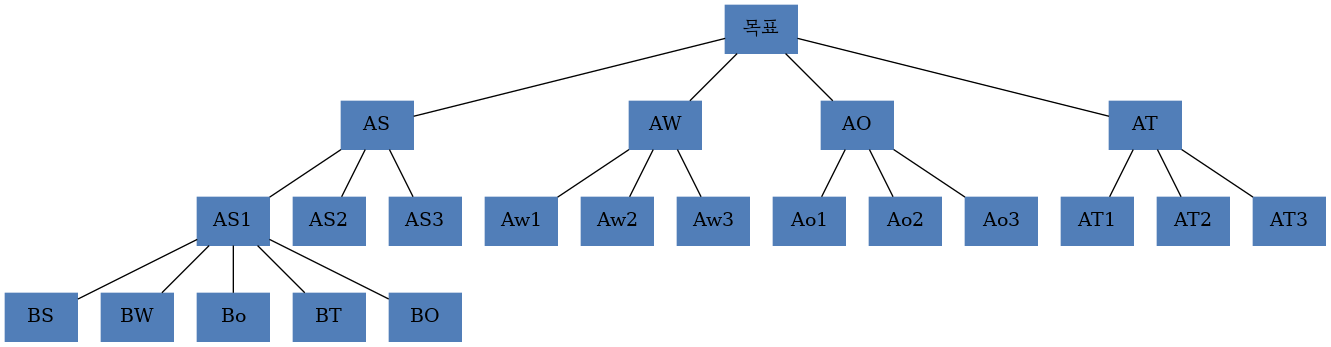 목표
AS AW AO AT
AS1 AS2 AS3 Aw1 Aw2 Aw3 Ao1 Ao2 Ao3 AT1 AT2 AT3
BS BW Bo BT BO